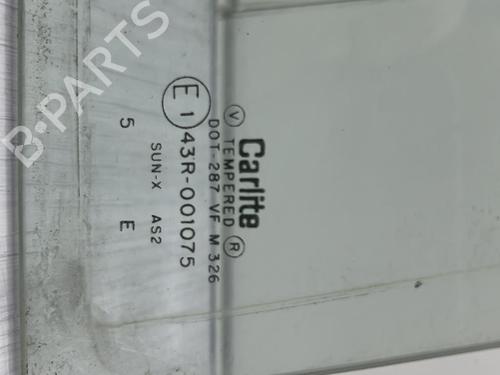 Carlite
Ⓥ TEMPERED Ⓡ
DOT-287 VF M 326
E1 43R-001075
SUN-X AS2
5 E
B-PARTS